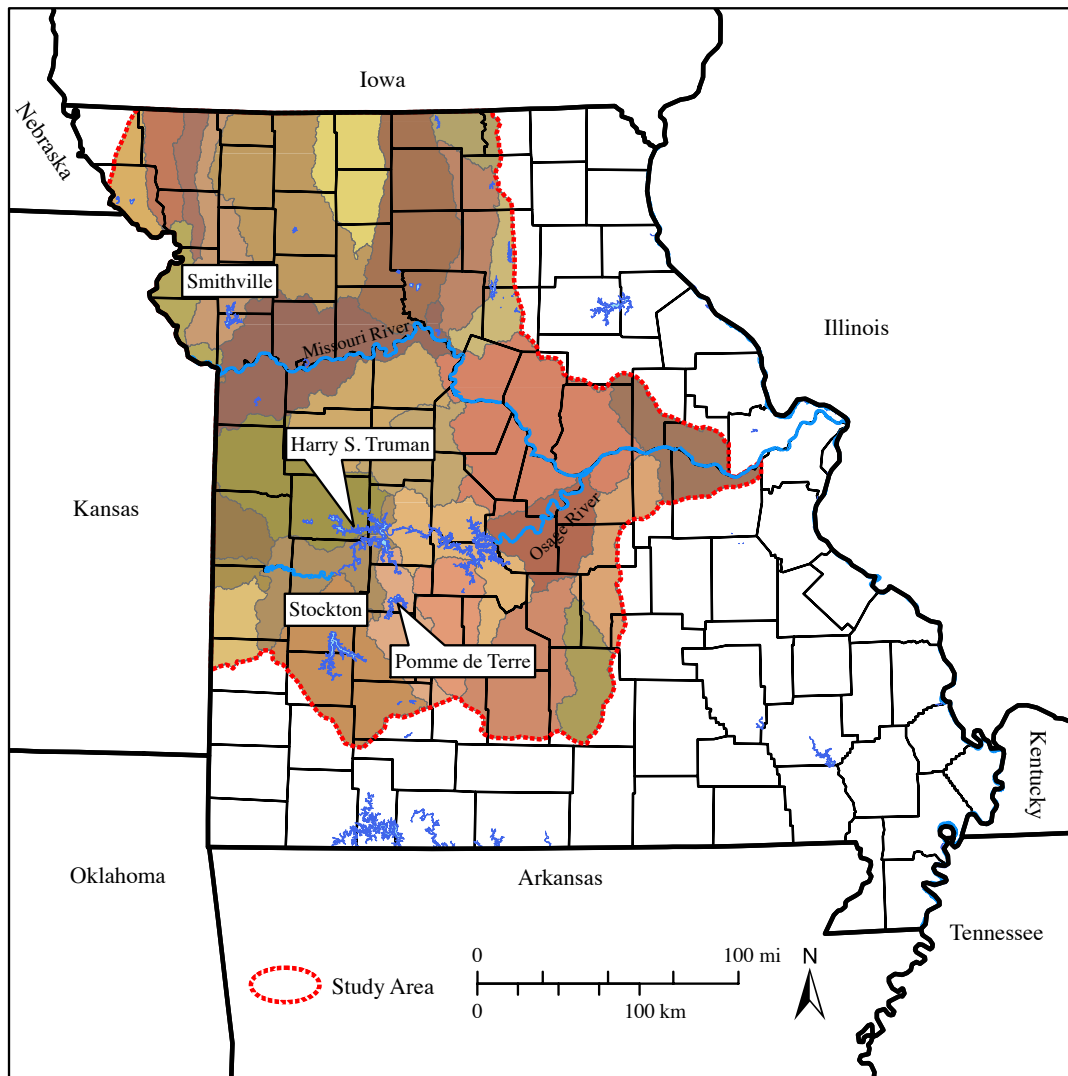 Iowa
Nebraska
Smithville
Missouri River
Illinois
Harry S. Truman
Kansas
Osage River
Stockton
Pomme de Terre
Kentucky
Oklahoma
Arkansas
Tennessee
0
100 mi
N
Study Area
0
100 km